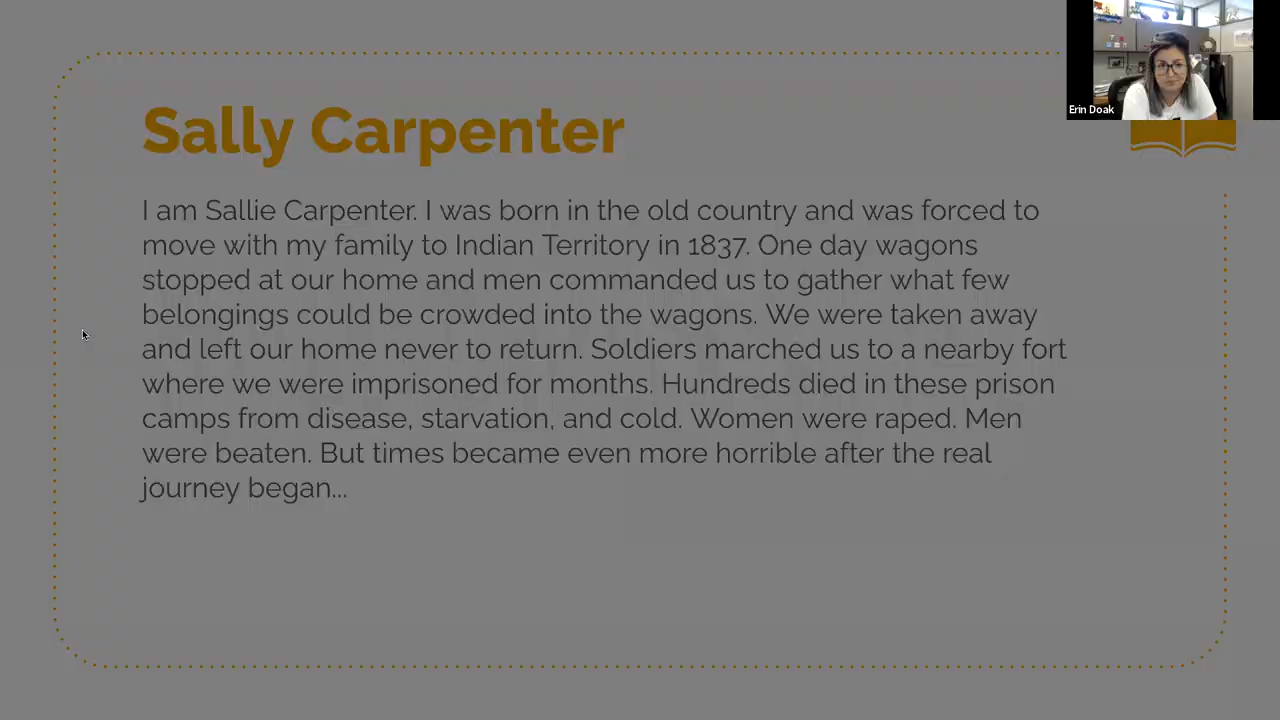 Erin Doak
Sally Carpenter
I am Sallie Carpenter. I was born in the old country and was forced to
move with my family to Indian Territory in 1837. One day wagons
stopped at our home and men commanded us to gather what few
belongings could be crowded into the wagons. We were taken away
and left our home never to return. Soldiers marched us to a nearby fort
where we were imprisoned for months. Hundreds died in these prison
camps from disease, starvation, and cold. Women were raped. Men
were beaten. But times became even more horrible after the real
journey began...